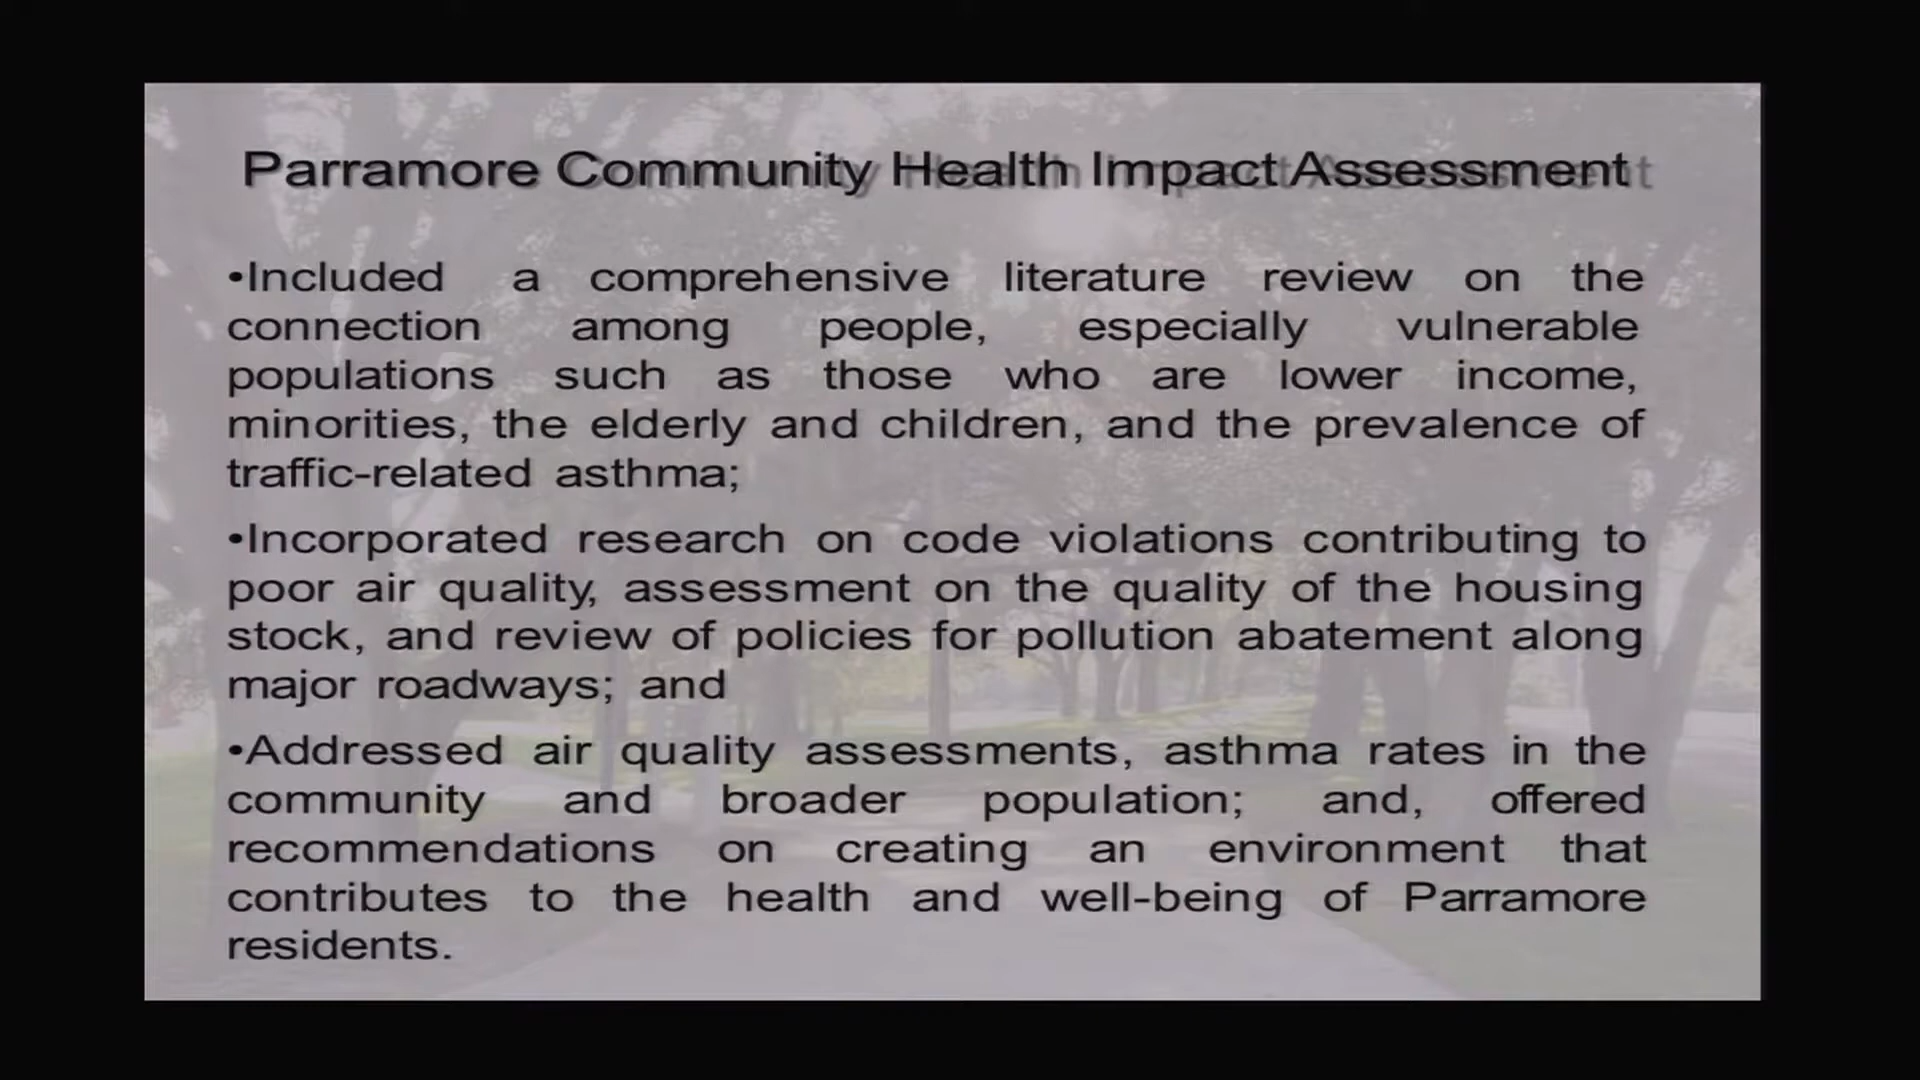 Parramore Community Health Impact Assessment
•Included a comprehensive literature review on the
connection among people, especially vulnerable
populations such as those who are lower income,
minorities, the elderly and children, and the prevalence of
traffic-related asthma;
•Incorporated research on code violations contributing to
poor air quality, assessment on the quality of the housing
stock, and review of policies for pollution abatement along
major roadways; and
•Addressed air quality assessments, asthma rates in the
community and broader population; and, offered
recommendations on creating an environment that
contributes to the health and well-being of Parramore
residents.